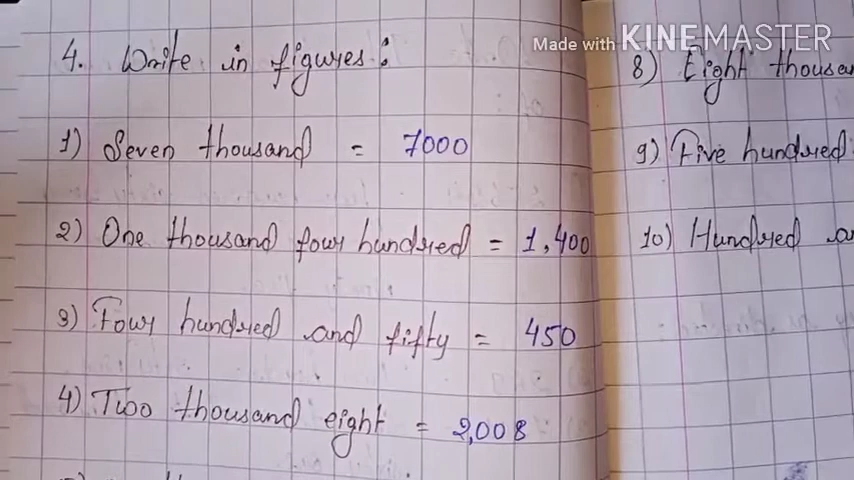 Made with KINEMASTER
4. Write in figures:
1) Seven thousand = 7000
2) One thousand four hundred = 1,400
3) Four hundred and fifty = 450
4) Two thousand eight = 2,008
8) Eight
9) Five hundred
10) Hundred